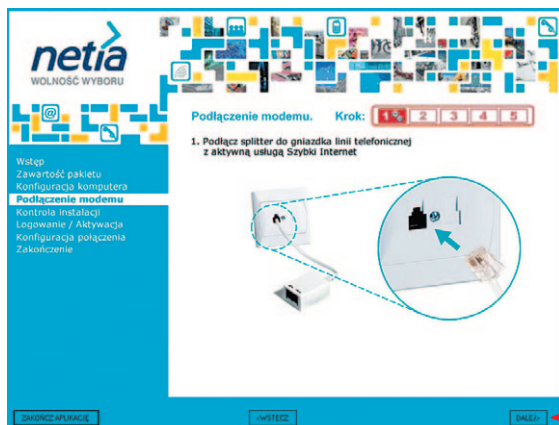 netia
WOLNOŚĆ WYBORU
Podłączenie modemu. Krok: 1 2 3 4 5
1. Podłącz splitter do gniazdka linii telefonicznej
z aktywną usługą Szybki Internet
Wstęp
Zawartość pakietu
Konfiguracja komputera
Podłączenie modemu
Kontrola instalacji
Logowanie / Aktywacja
Konfiguracja połączenia
Zakończenie
ZAKOŃCZ APLIKACJĘ
<WSTECZ
DALEJ>